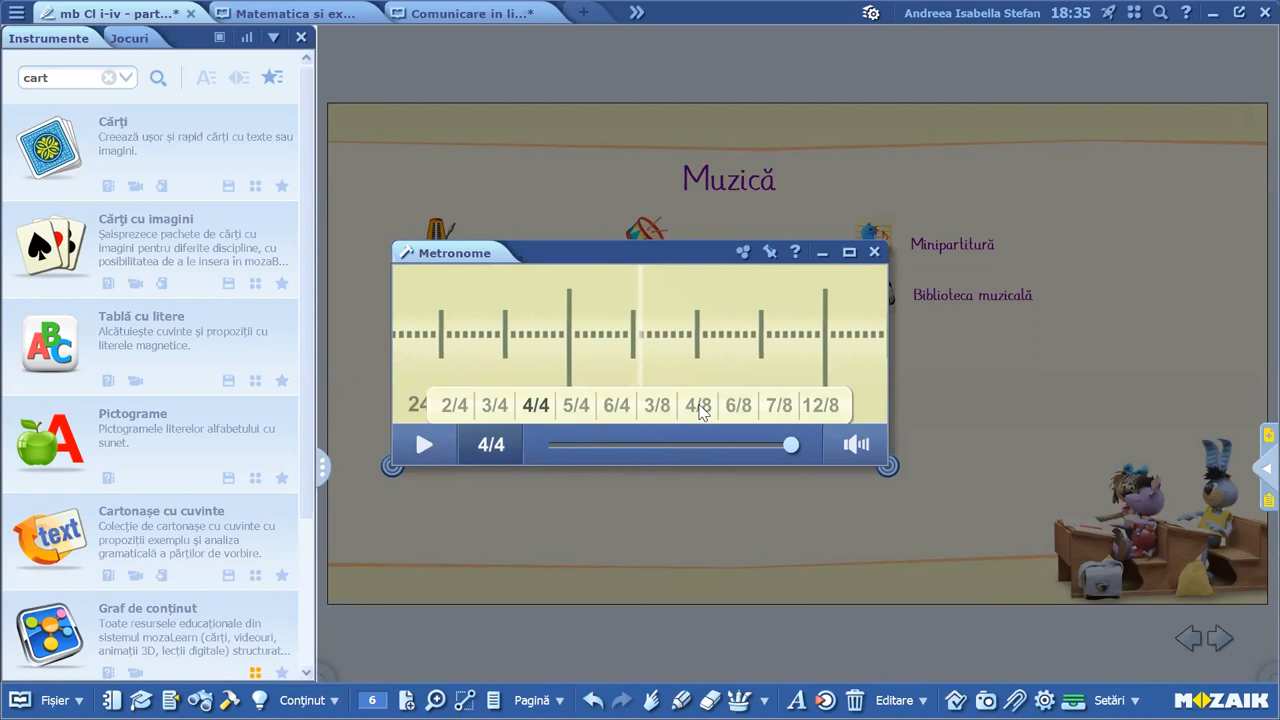 mb Cl i-iv - part...*
Matematica si ex...
Comunicare in li...*
Andreea Isabella Stefan
18:35
Instrumente
Jocuri
cart
Cărți
Creează ușor și rapid cărți cu texte sau
imagini.
Cărți cu imagini
Șaisprezece pachete de cărți cu
imagini pentru diferite discipline, cu
posibilitatea de a le insera în mozaB...
Tablă cu litere
Alcătuiește cuvinte și propoziții cu
literele magnetice.
Pictograme
Pictogramele literelor alfabetului cu
sunet.
Cartonașe cu cuvinte
Colecție de cartonașe cu cuvinte cu
propoziții exemplu și analiza
gramaticală a părților de vorbire.
text
Graf de conținut
Toate resursele educaționale din
sistemul mozaLearn (cărți, videouri,
animații 3D, lecții digitale) structurat...
Muzică
Minipartitură
Biblioteca muzicală
Metronome
24
2/4 3/4 4/4 5/4 6/4 3/8 4/8 6/8 7/8 12/8
4/4
Fișier
Conținut
6
Pagină
Editare
Setări
MOZAIK